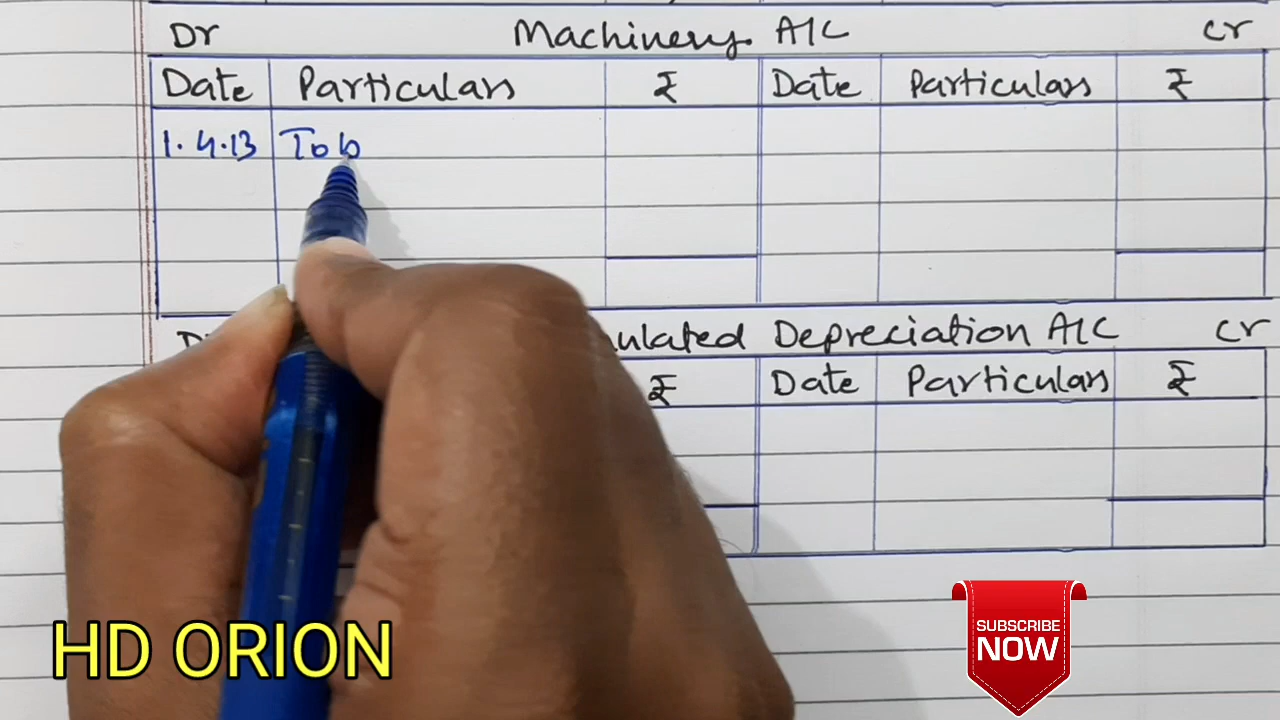 Dr Machinery A/C Cr
Date Particulars ₹ Date Particulars ₹
1.4.13 To b
ulated Depreciation A/C Cr
₹ Date Particulars ₹
HD ORION
SUBSCRIBE
NOW